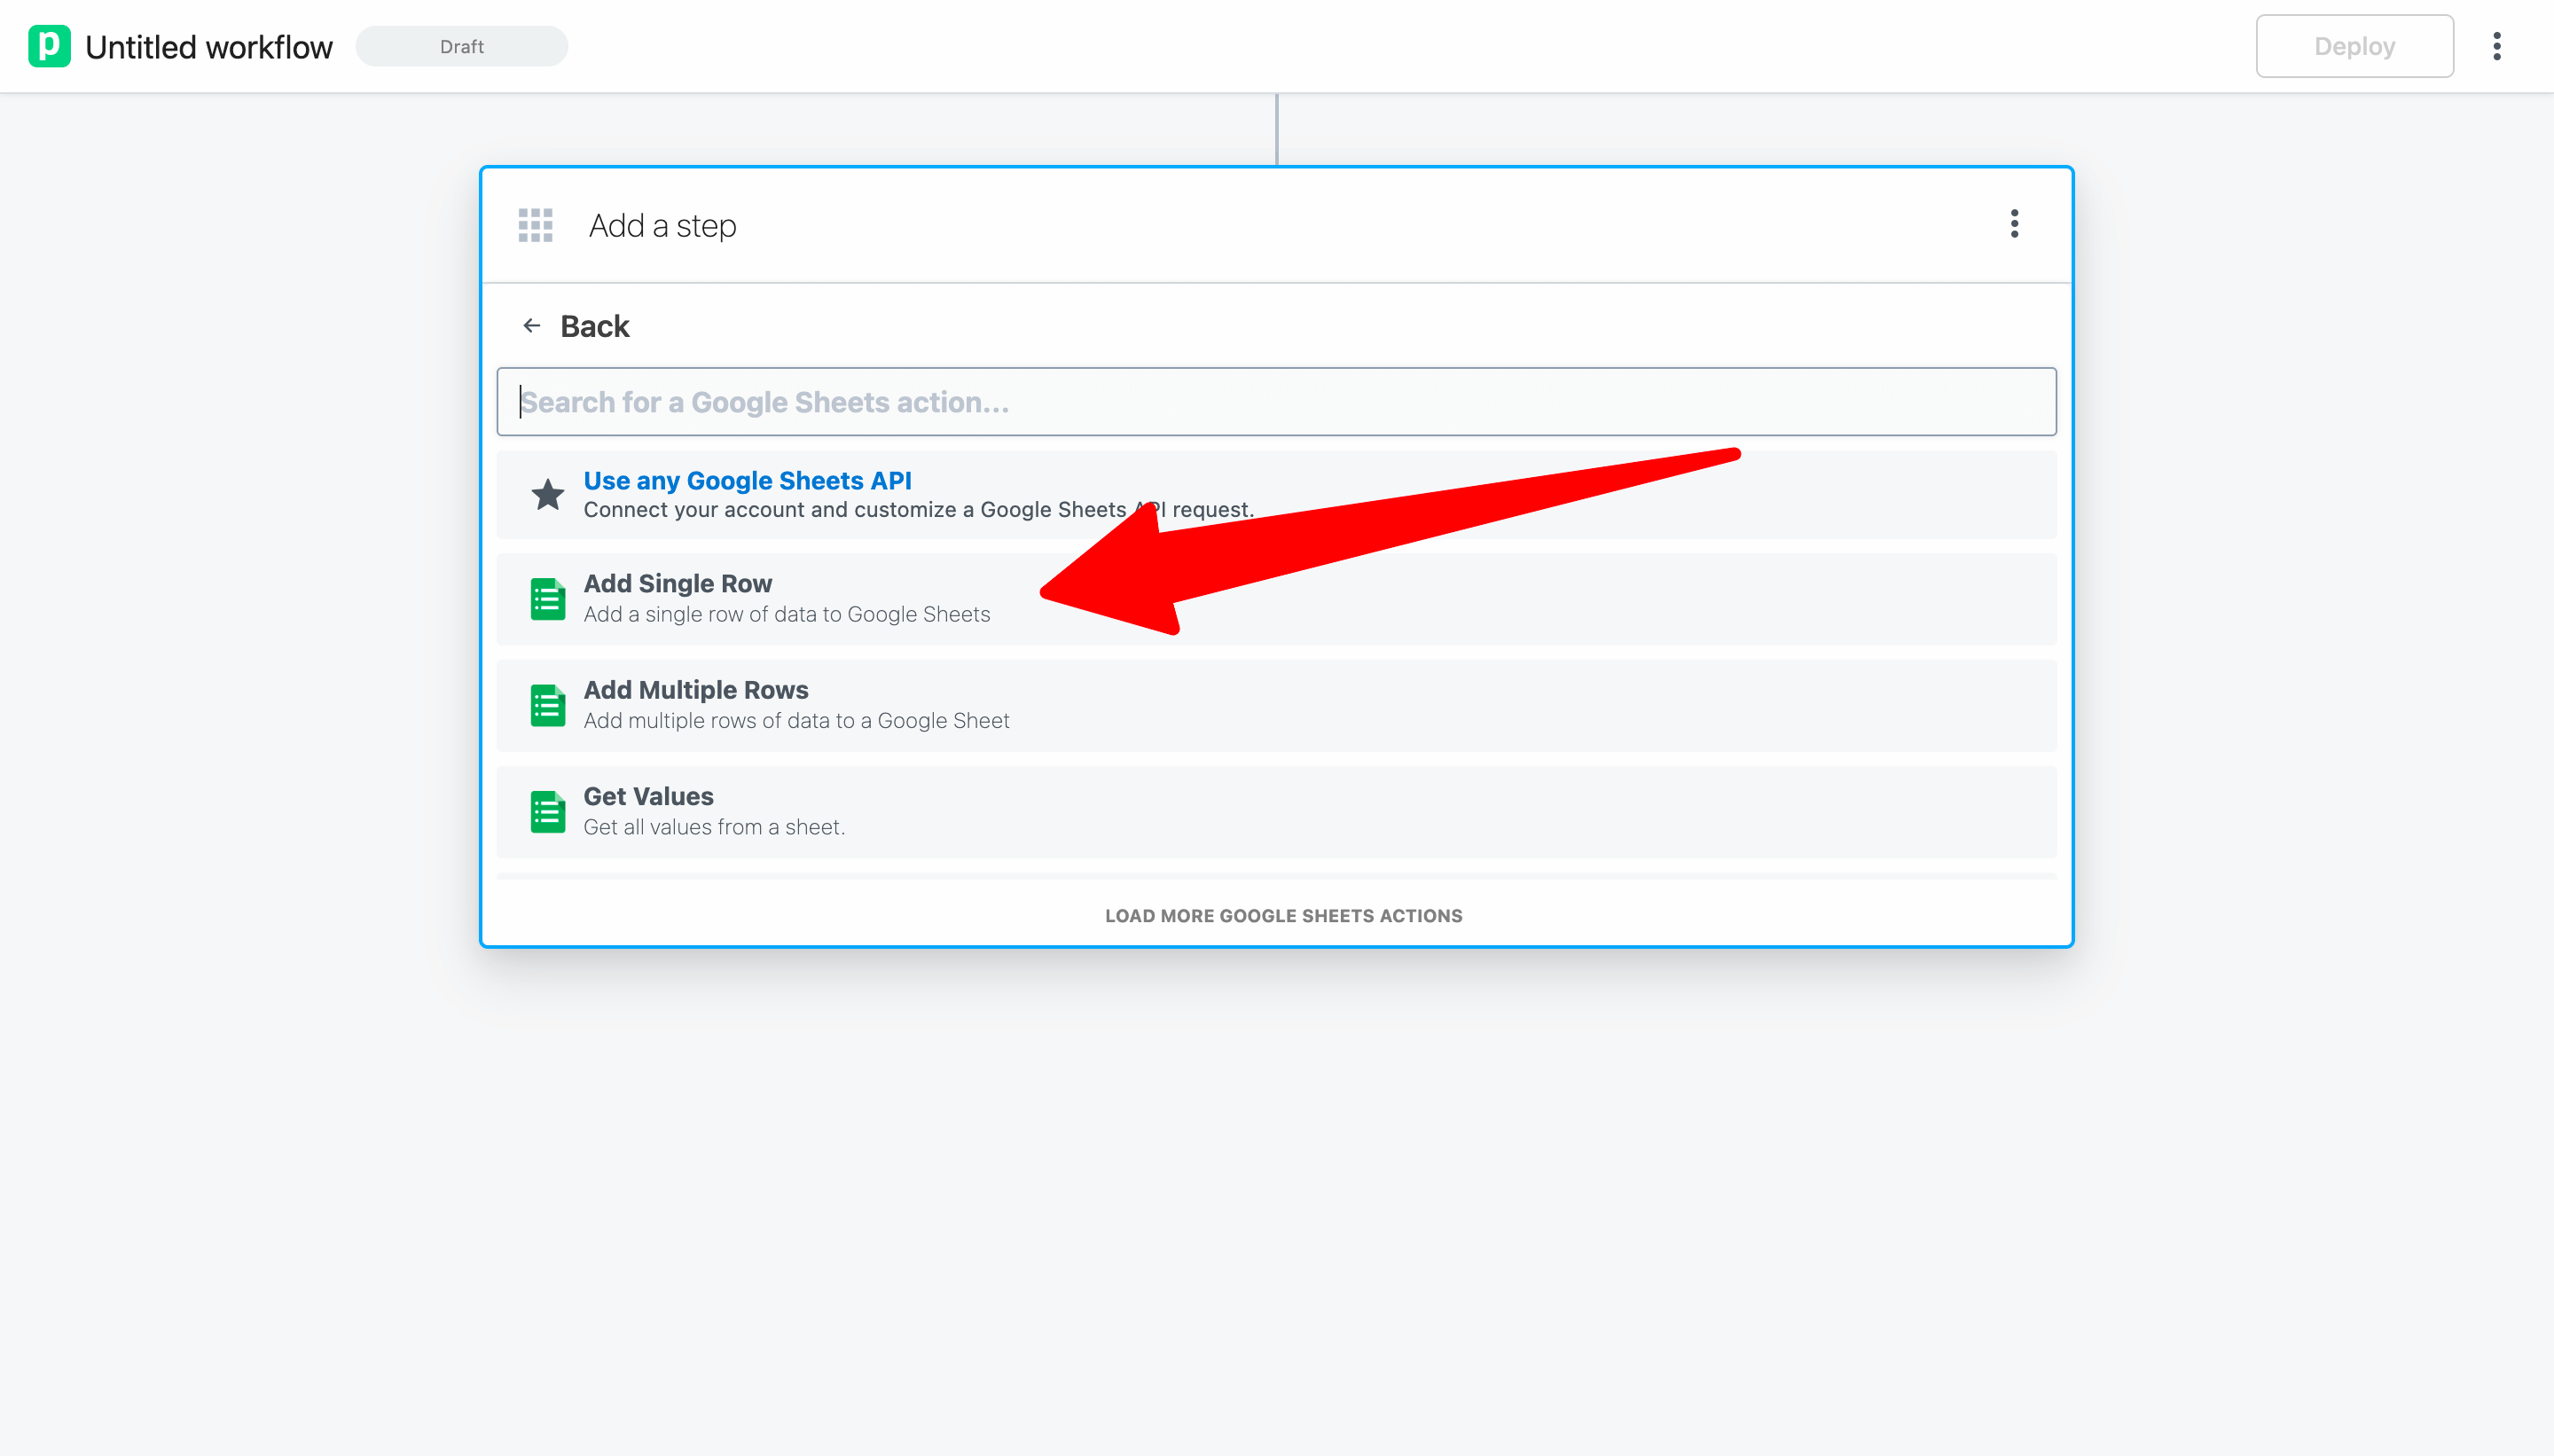 p Untitled workflow Draft Deploy
Add a step
Back
Search for a Google Sheets action...
Use any Google Sheets API
Connect your account and customize a Google Sheets API request.
Add Single Row
Add a single row of data to Google Sheets
Add Multiple Rows
Add multiple rows of data to a Google Sheet
Get Values
Get all values from a sheet.
LOAD MORE GOOGLE SHEETS ACTIONS